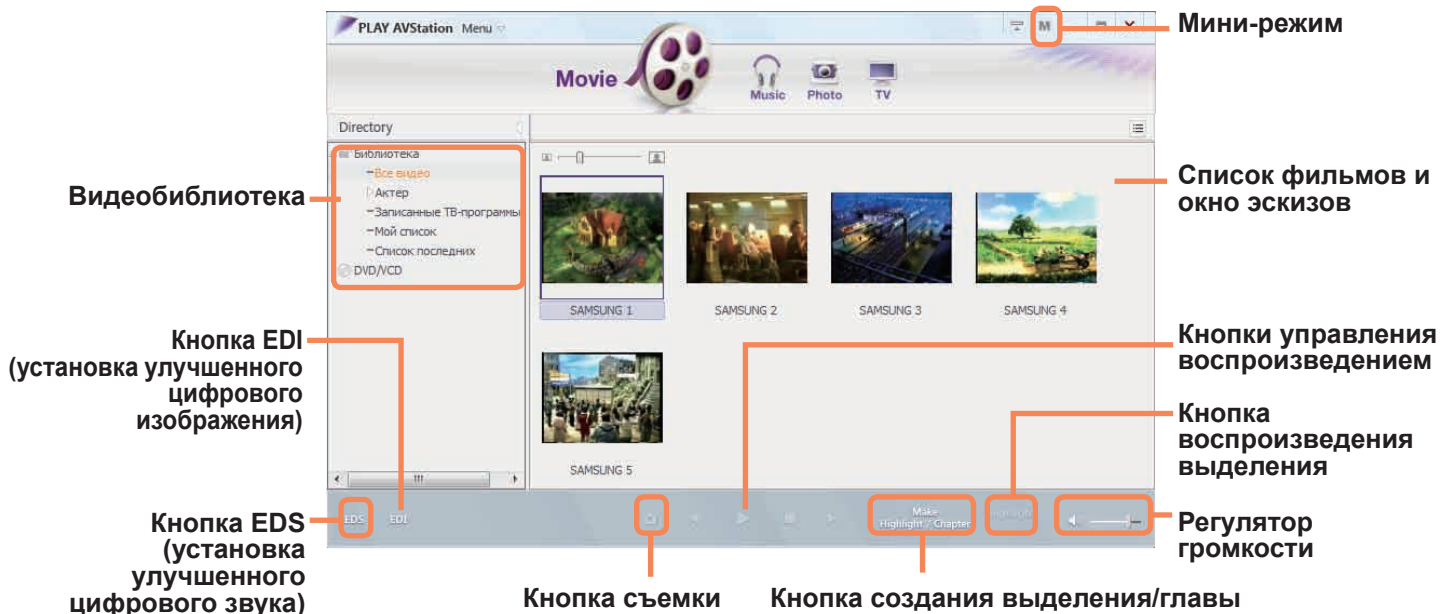 PLAY AVStation Menu
M
Мини-режим
Movie
Music
Photo
TV
Directory
Библиотека
Все видео
Актер
Записанные ТВ-программы
Мой список
Список последних
DVD/VCD
Видеобиблиотека
Список фильмов и
окно эскизов
SAMSUNG 1
SAMSUNG 2
SAMSUNG 3
SAMSUNG 4
SAMSUNG 5
Кнопка EDI
(установка улучшенного
цифрового
изображения)
Кнопки управления
воспроизведением
Кнопка
воспроизведения
выделения
EDS
EDI
Make
Highlight / Chapter
Highlight
Кнопка EDS
(установка
улучшенного
цифрового звука)
Регулятор
громкости
Кнопка съемки
Кнопка создания выделения/главы